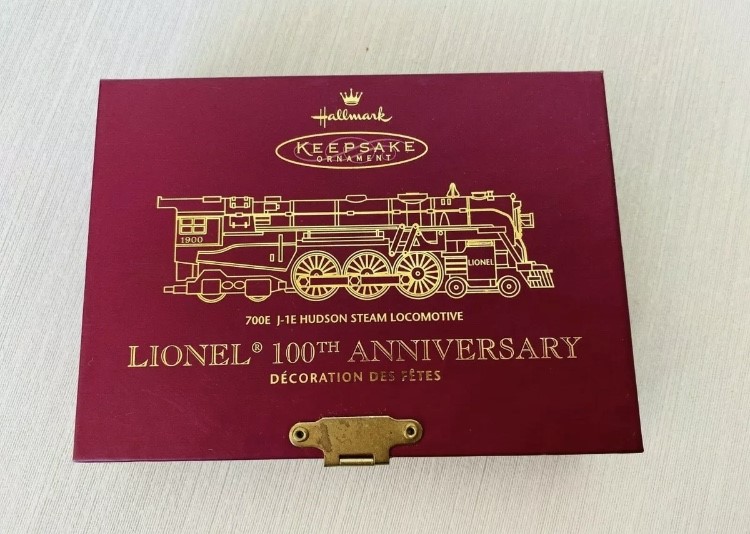 Hallmark
KEEPSAKE
ORNAMENT
1900
LIONEL
700E J-1E HUDSON STEAM LOCOMOTIVE
LIONEL® 100TH ANNIVERSARY
DÉCORATION DES FÊTES